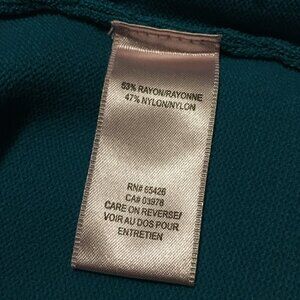 53% RAYON/RAYONNE
47% NYLON/NYLON
RN# 65426
CA# 03978
CARE ON REVERSE/
VOIR AU DOS POUR
ENTRETIEN